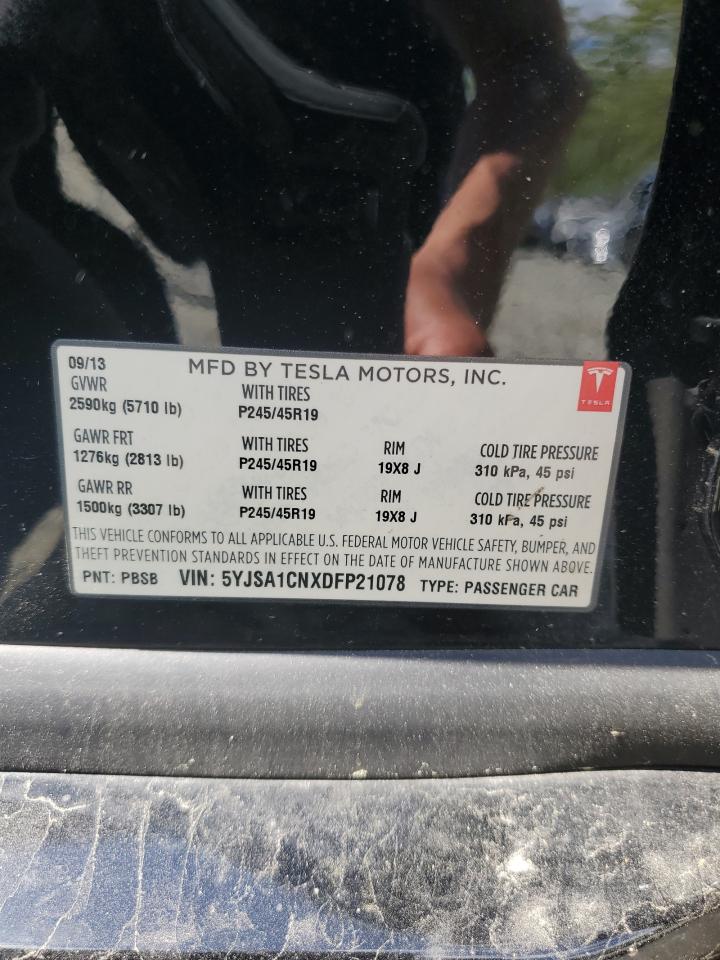 09/13 MFD BY TESLA MOTORS, INC.
TESLA
GVWR WITH TIRES
2590kg (5710 lb) P245/45R19
GAWR FRT WITH TIRES RIM COLD TIRE PRESSURE
1276kg (2813 lb) P245/45R19 19X8 J 310 kPa, 45 psi
GAWR RR WITH TIRES RIM COLD TIRE PRESSURE
1500kg (3307 lb) P245/45R19 19X8 J 310 kPa, 45 psi
THIS VEHICLE CONFORMS TO ALL APPLICABLE U.S. FEDERAL MOTOR VEHICLE SAFETY, BUMPER, AND
THEFT PREVENTION STANDARDS IN EFFECT ON THE DATE OF MANUFACTURE SHOWN ABOVE.
PNT: PBSB VIN: 5YJSA1CNXDFP21078 TYPE: PASSENGER CAR